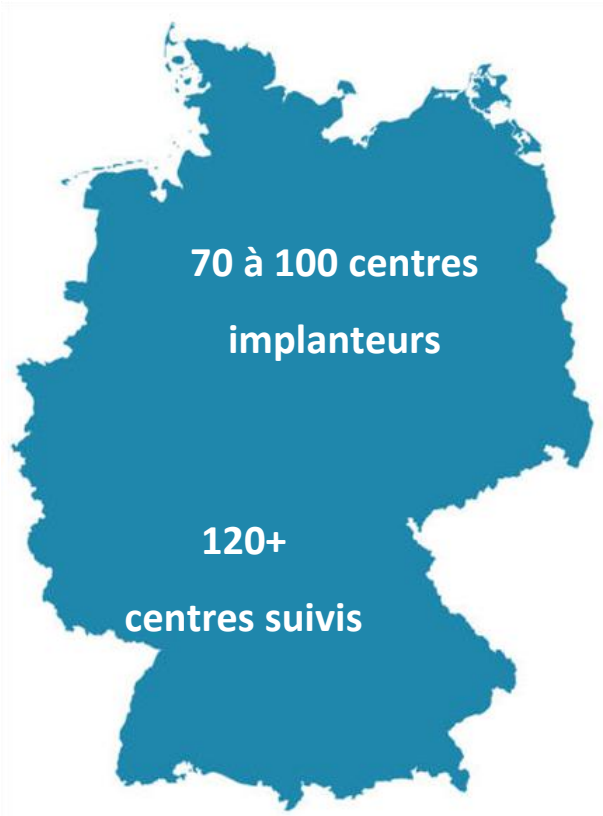 70 à 100 centres
implanteurs
120+
centres suivis